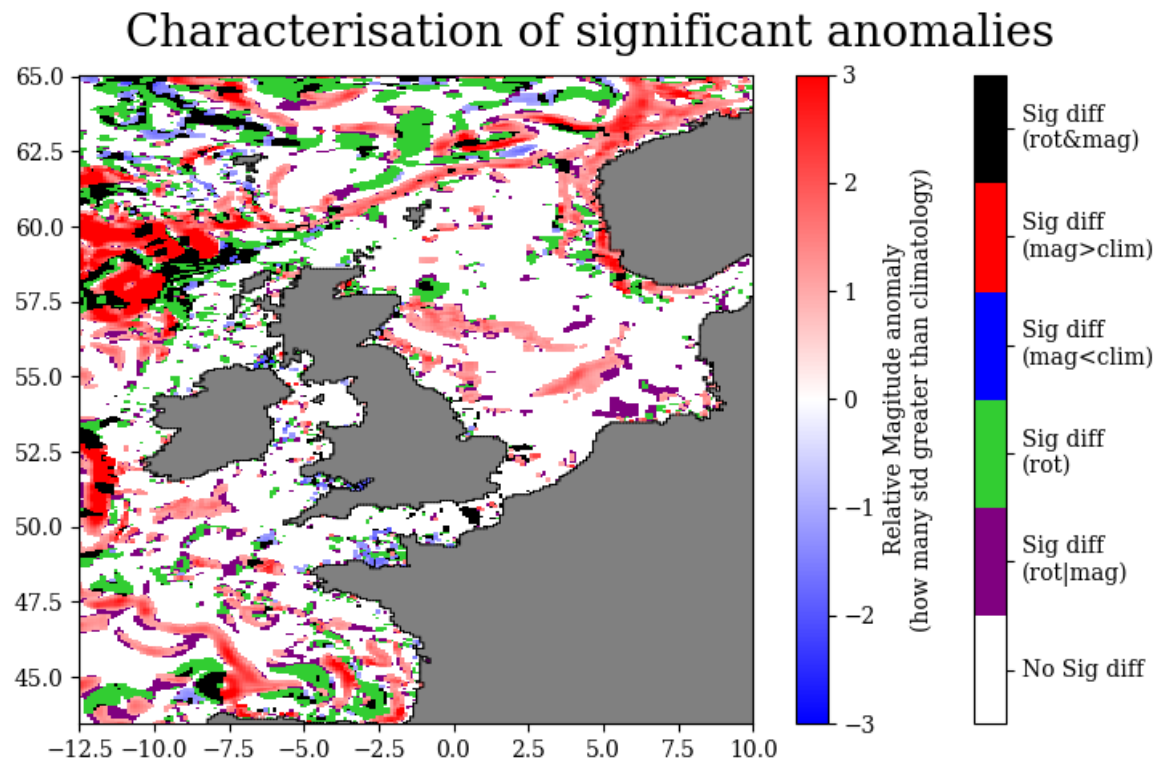 Characterisation of significant anomalies
65.0
62.5
60.0
57.5
55.0
52.5
50.0
47.5
45.0
−12.5 −10.0 −7.5 −5.0 −2.5 0.0 2.5 5.0 7.5 10.0
3
2
1
0
−1
−2
−3
Relative Magnitude anomaly
(how many std greater than climatology)
Sig diff
(rot&mag)
Sig diff
(mag>clim)
Sig diff
(mag<clim)
Sig diff
(rot)
Sig diff
(rot|mag)
No Sig diff